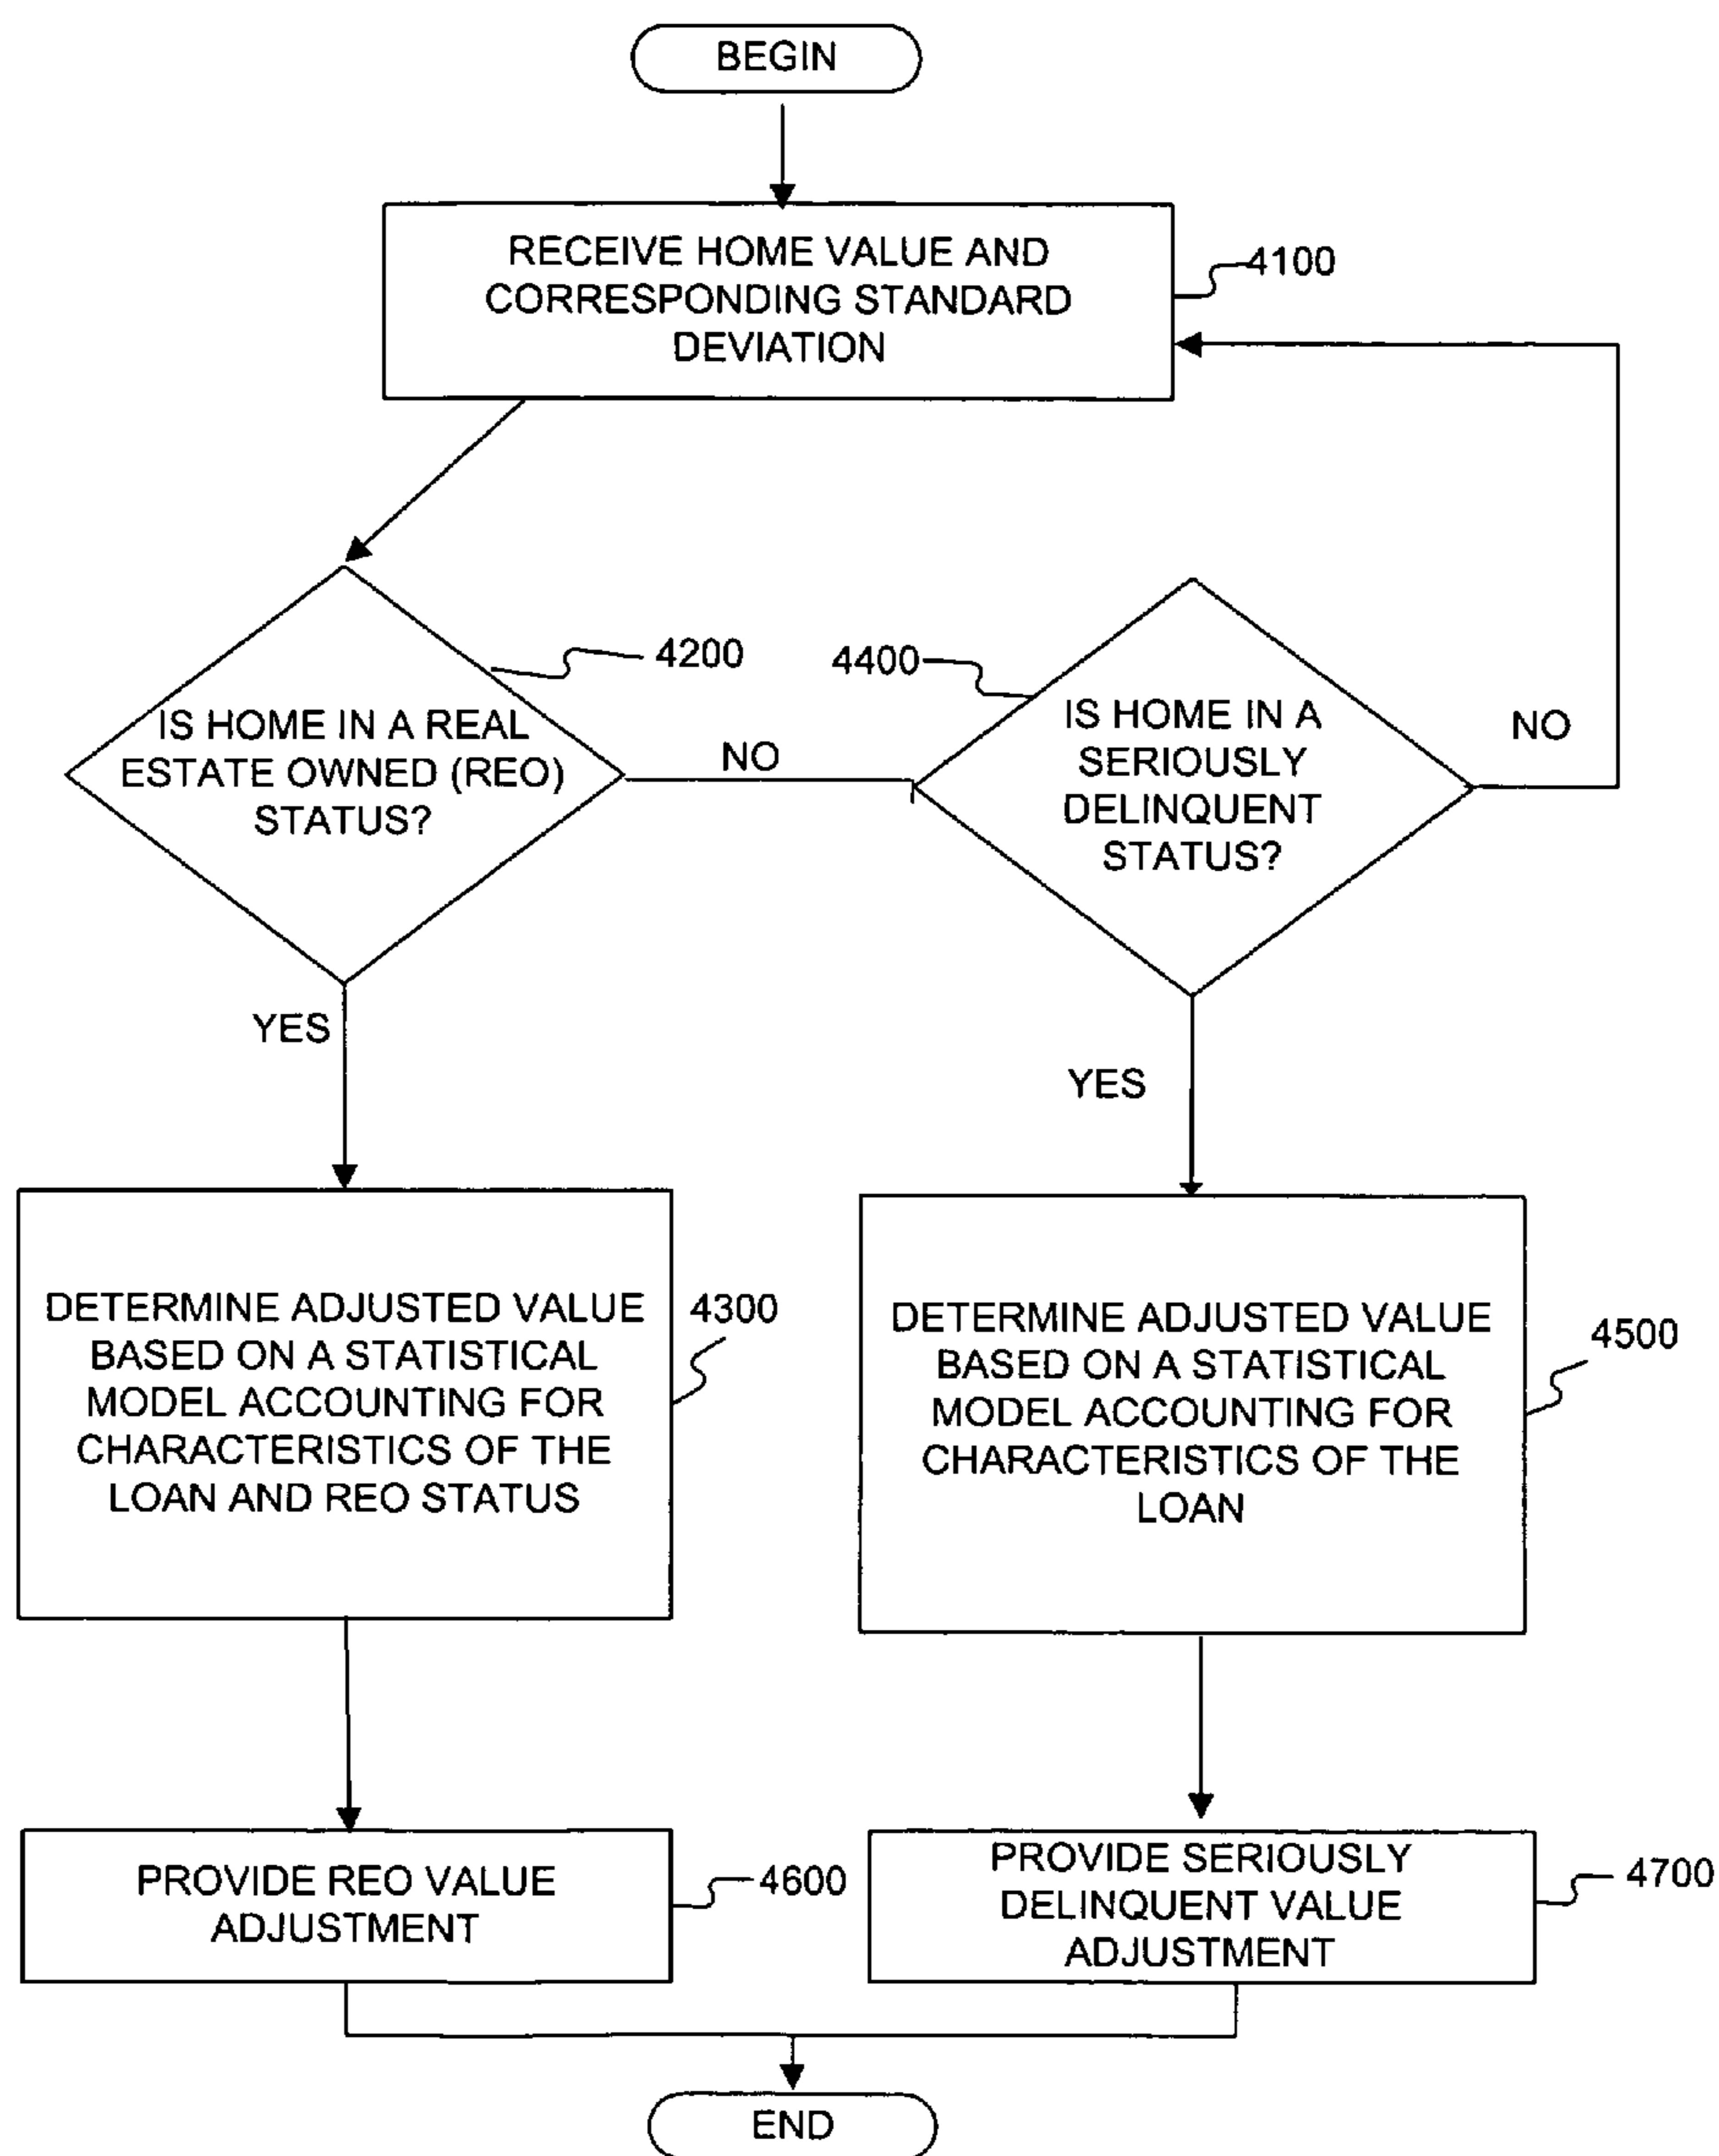 BEGIN
RECEIVE HOME VALUE AND
CORRESPONDING STANDARD
DEVIATION
4100
4200
IS HOME IN A REAL
ESTATE OWNED (REO)
STATUS?
NO
4400
IS HOME IN A
SERIOUSLY
DELINQUENT
STATUS?
NO
YES
YES
DETERMINE ADJUSTED VALUE
BASED ON A STATISTICAL
MODEL ACCOUNTING FOR
CHARACTERISTICS OF THE
LOAN AND REO STATUS
4300
DETERMINE ADJUSTED VALUE
BASED ON A STATISTICAL
MODEL ACCOUNTING FOR
CHARACTERISTICS OF THE
LOAN
4500
PROVIDE REO VALUE
ADJUSTMENT
4600
PROVIDE SERIOUSLY
DELINQUENT VALUE
ADJUSTMENT
4700
END